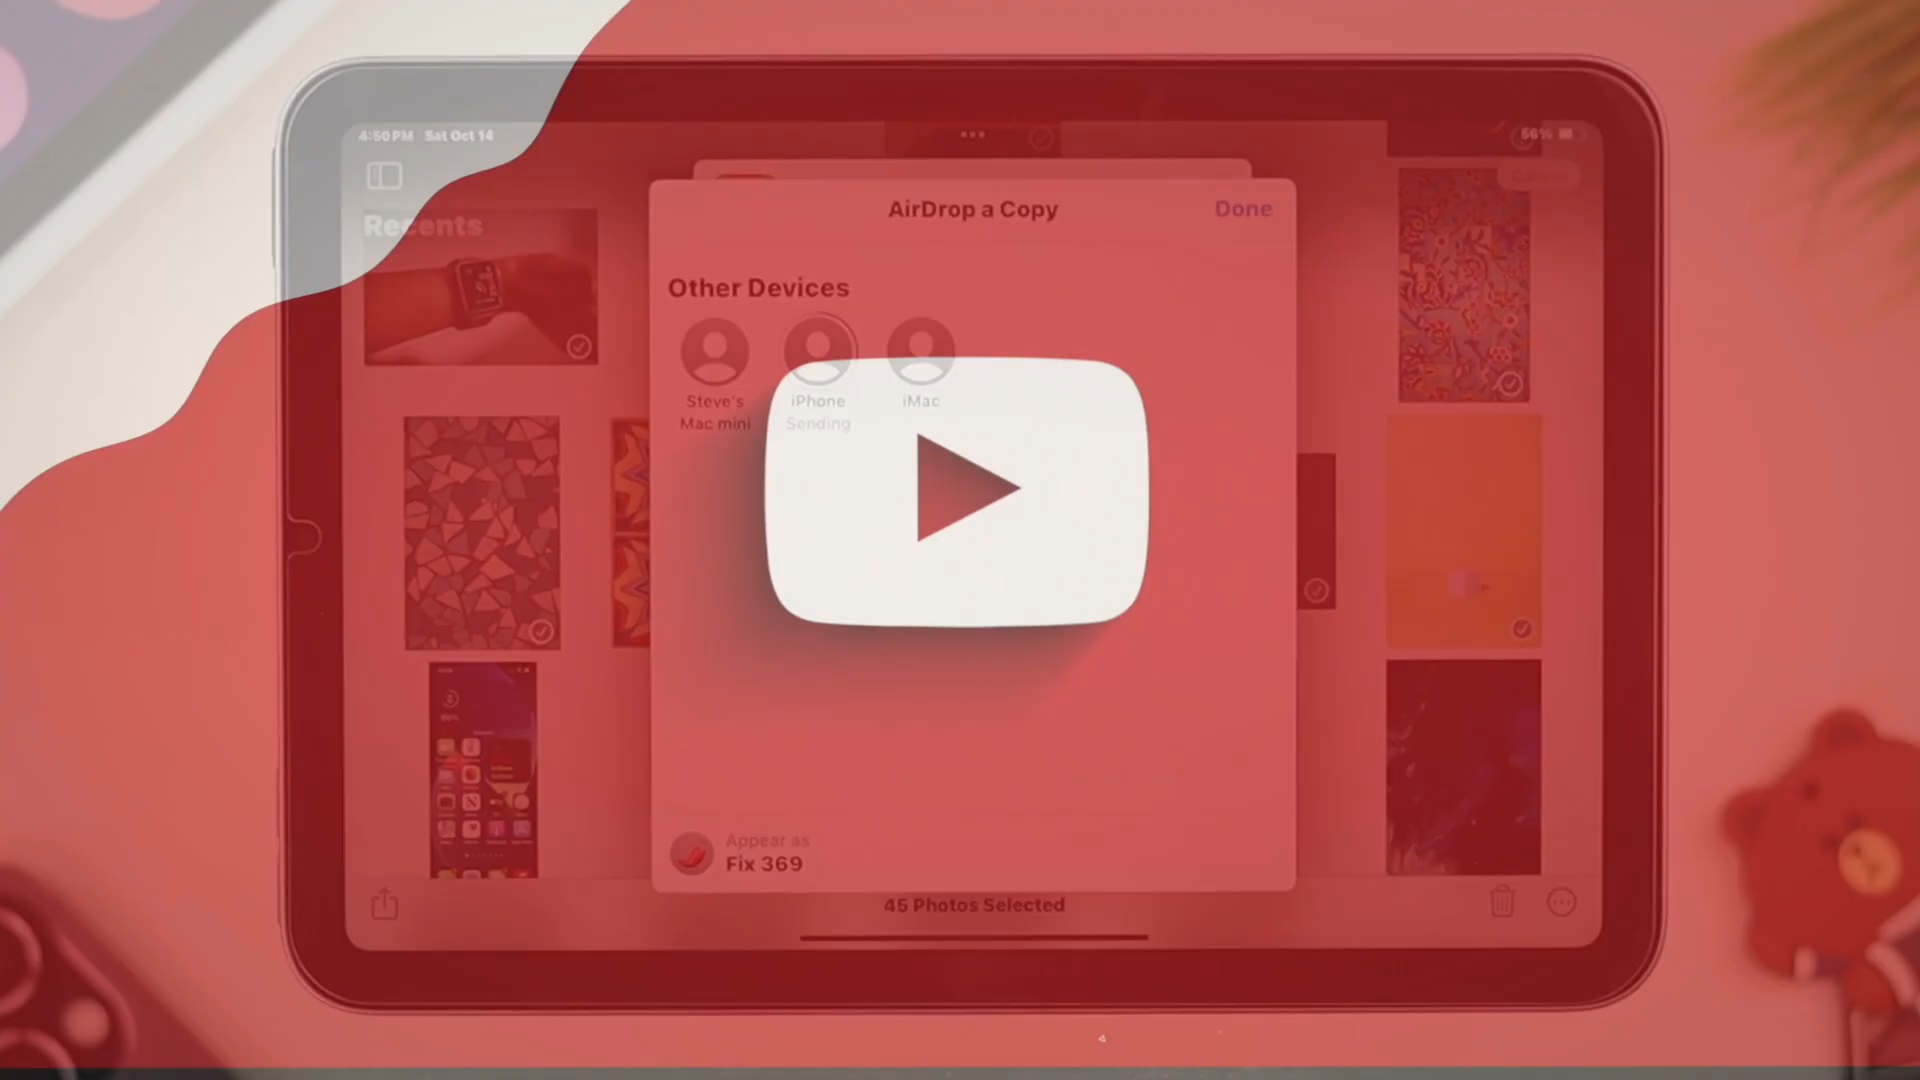 4:50 PM Sat Oct 14
56%
Recents
AirDrop a Copy
Done
Other Devices
Steve's
Mac mini
iPhone
Sending
iMac
Appear as
Fix 369
45 Photos Selected